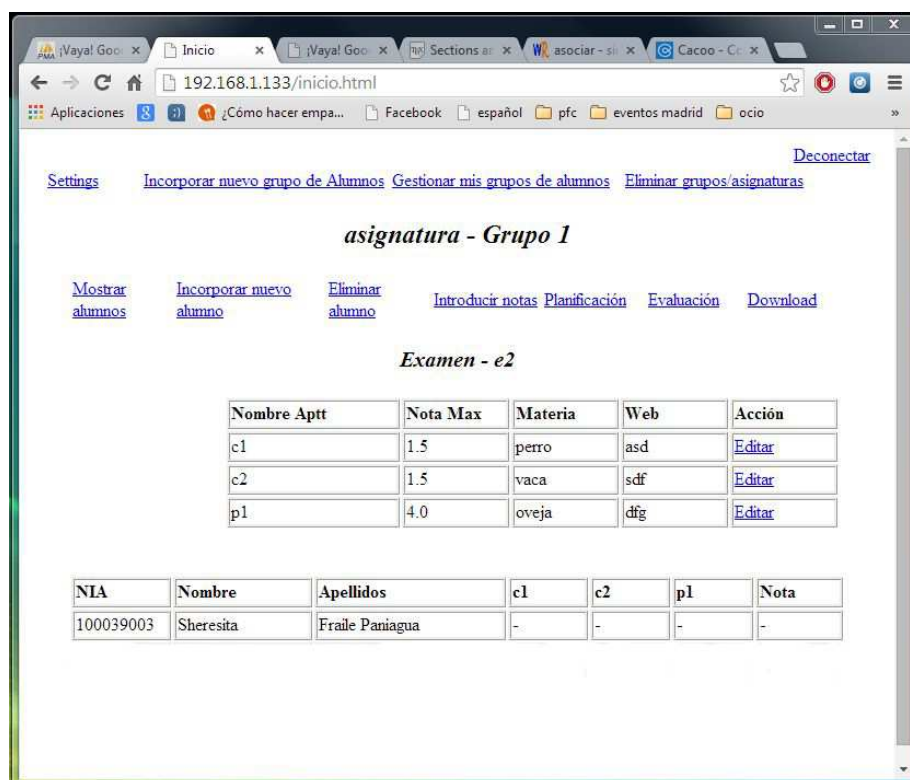 ¡Vaya! Goo Inicio ¡Vaya! Goo Sections an asociar - si Cacoo - Co
192.168.1.133/inicio.html
Aplicaciones ¿Cómo hacer empa... Facebook español pfc eventos madrid ocio »
Deconectar
Settings Incorporar nuevo grupo de Alumnos Gestionar mis grupos de alumnos Eliminar grupos/asignaturas
asignatura - Grupo 1
Mostrar alumnos Incorporar nuevo alumno Eliminar alumno Introducir notas Planificación Evaluación Download
Examen - e2
Nombre Aptt Nota Max Materia Web Acción
c1 1.5 perro asd Editar
c2 1.5 vaca sdf Editar
p1 4.0 oveja dfg Editar
NIA Nombre Apellidos c1 c2 p1 Nota
100039003 Sheresita Fraile Paniagua - - - -